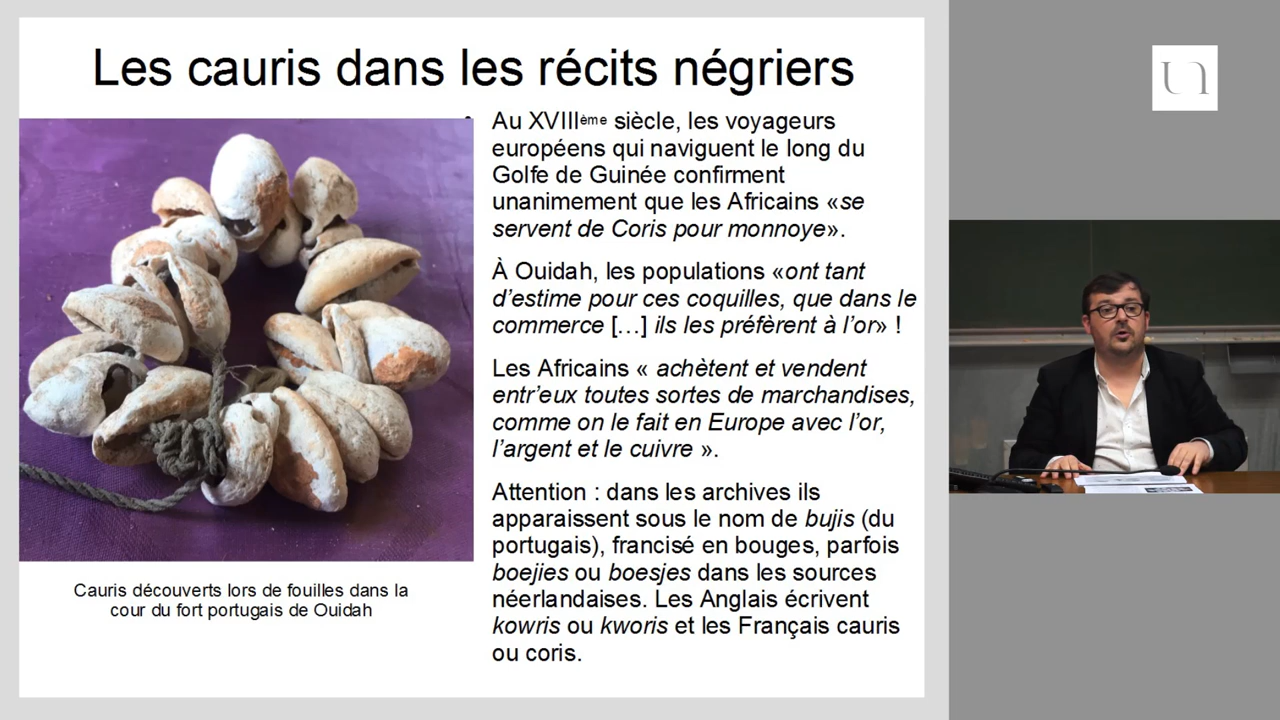 Les cauris dans les récits négriers
• Au XVIIIème siècle, les voyageurs
européens qui naviguent le long du
Golfe de Guinée confirment
unanimement que les Africains «se
servent de Coris pour monnoye».
À Ouidah, les populations «ont tant
d'estime pour ces coquilles, que dans le
commerce […] ils les préfèrent à l'or» !
Les Africains « achètent et vendent
entr'eux toutes sortes de marchandises,
comme on le fait en Europe avec l'or,
l'argent et le cuivre ».
Attention : dans les archives ils
apparaissent sous le nom de bujis (du
portugais), francisé en bouges, parfois
boejies ou boesjes dans les sources
néerlandaises. Les Anglais écrivent
kowris ou kworis et les Français cauris
ou coris.
Cauris découverts lors de fouilles dans la
cour du fort portugais de Ouidah